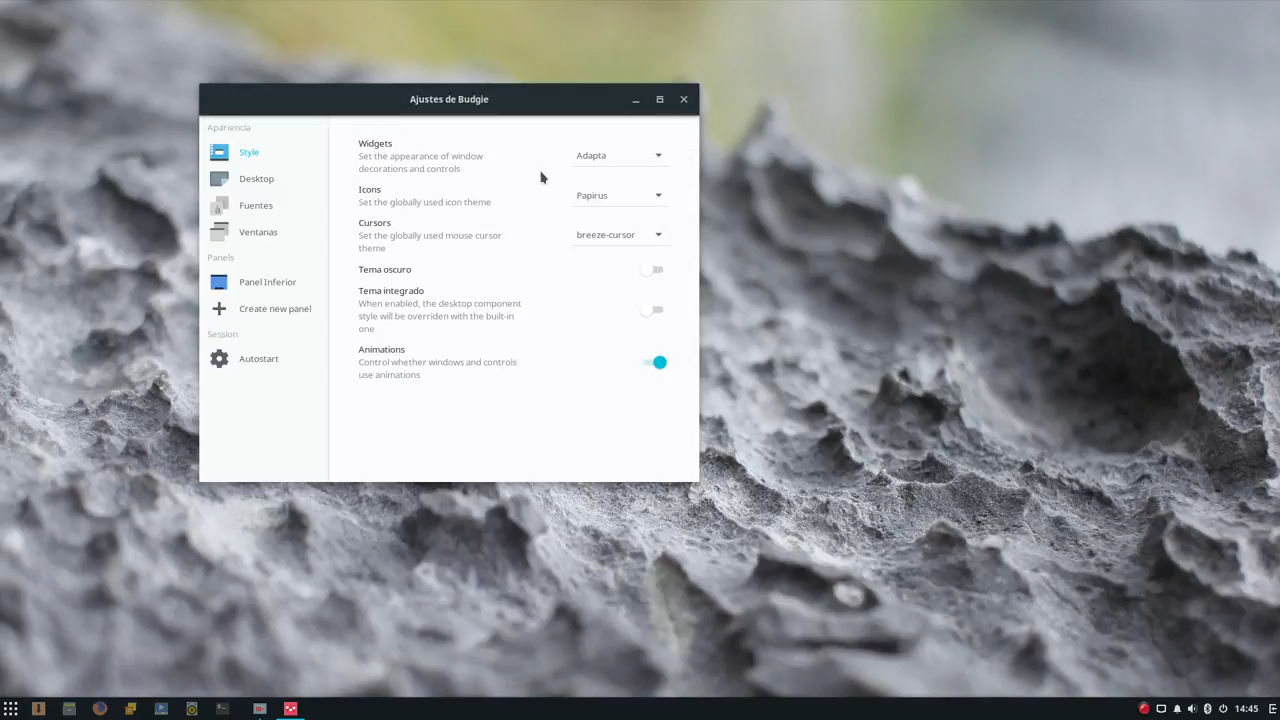 Ajustes de Budgie
Apariencia
Style
Desktop
Fuentes
Ventanas
Panels
Panel Inferior
Create new panel
Session
Autostart
Widgets
Set the appearance of window
decorations and controls
Adapta
Icons
Set the globally used icon theme
Papirus
Cursors
Set the globally used mouse cursor
theme
breeze-cursor
Tema oscuro
Tema integrado
When enabled, the desktop component
style will be overriden with the built-in
one
Animations
Control whether windows and controls
use animations
14:45